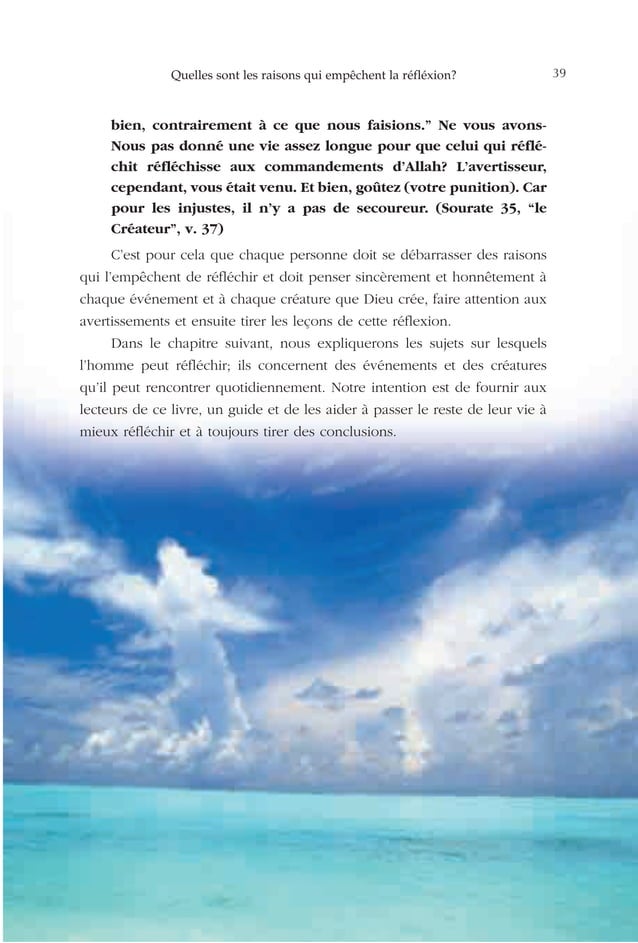 Quelles sont les raisons qui empêchent la réfléxion? 39
bien, contrairement à ce que nous faisions.” Ne vous avons-
Nous pas donné une vie assez longue pour que celui qui réflé-
chit réfléchisse aux commandements d’Allah? L’avertisseur,
cependant, vous était venu. Et bien, goûtez (votre punition). Car
pour les injustes, il n’y a pas de secoureur. (Sourate 35, “le
Créateur”, v. 37)
C’est pour cela que chaque personne doit se débarrasser des raisons
qui l’empêchent de réfléchir et doit penser sincèrement et honnêtement à
chaque événement et à chaque créature que Dieu crée, faire attention aux
avertissements et ensuite tirer les leçons de cette réflexion.
Dans le chapitre suivant, nous expliquerons les sujets sur lesquels
l’homme peut réfléchir; ils concernent des événements et des créatures
qu’il peut rencontrer quotidiennement. Notre intention est de fournir aux
lecteurs de ce livre, un guide et de les aider à passer le reste de leur vie à
mieux réfléchir et à toujours tirer des conclusions.